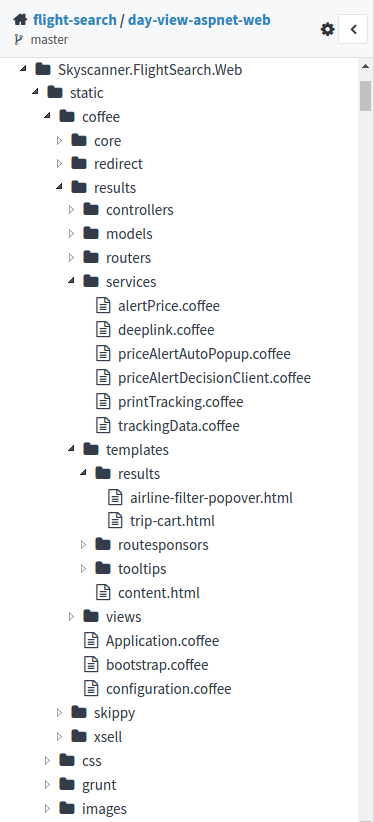 flight-search / day-view-aspnet-web
master
Skyscanner.FlightSearch.Web
static
coffee
core
redirect
results
controllers
models
routers
services
alertPrice.coffee
deeplink.coffee
priceAlertAutoPopup.coffee
priceAlertDecisionClient.coffee
printTracking.coffee
trackingData.coffee
templates
results
airline-filter-popover.html
trip-cart.html
routesponsors
tooltips
content.html
views
Application.coffee
bootstrap.coffee
configuration.coffee
skippy
xsell
css
grunt
images